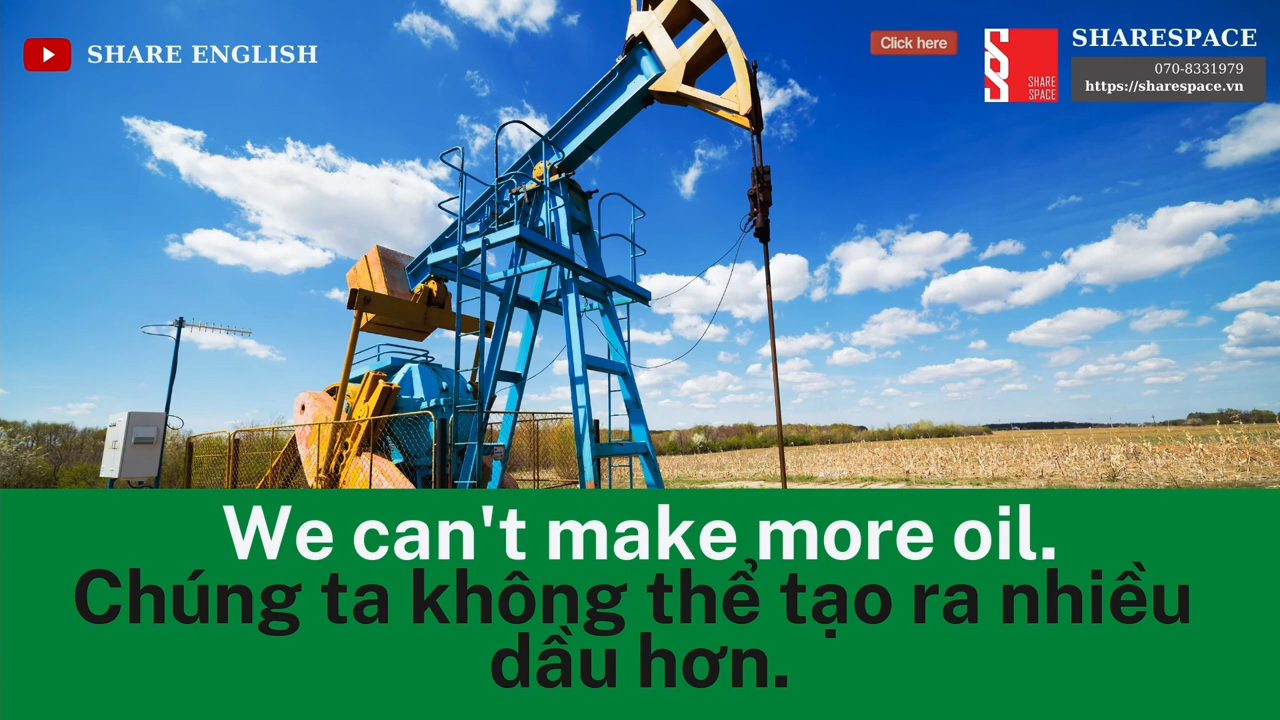 SHARE ENGLISH
Click here
SHARE
SPACE
SHARESPACE
070-8331979
https://sharespace.vn
We can't make more oil.
Chúng ta không thể tạo ra nhiều
dầu hơn.